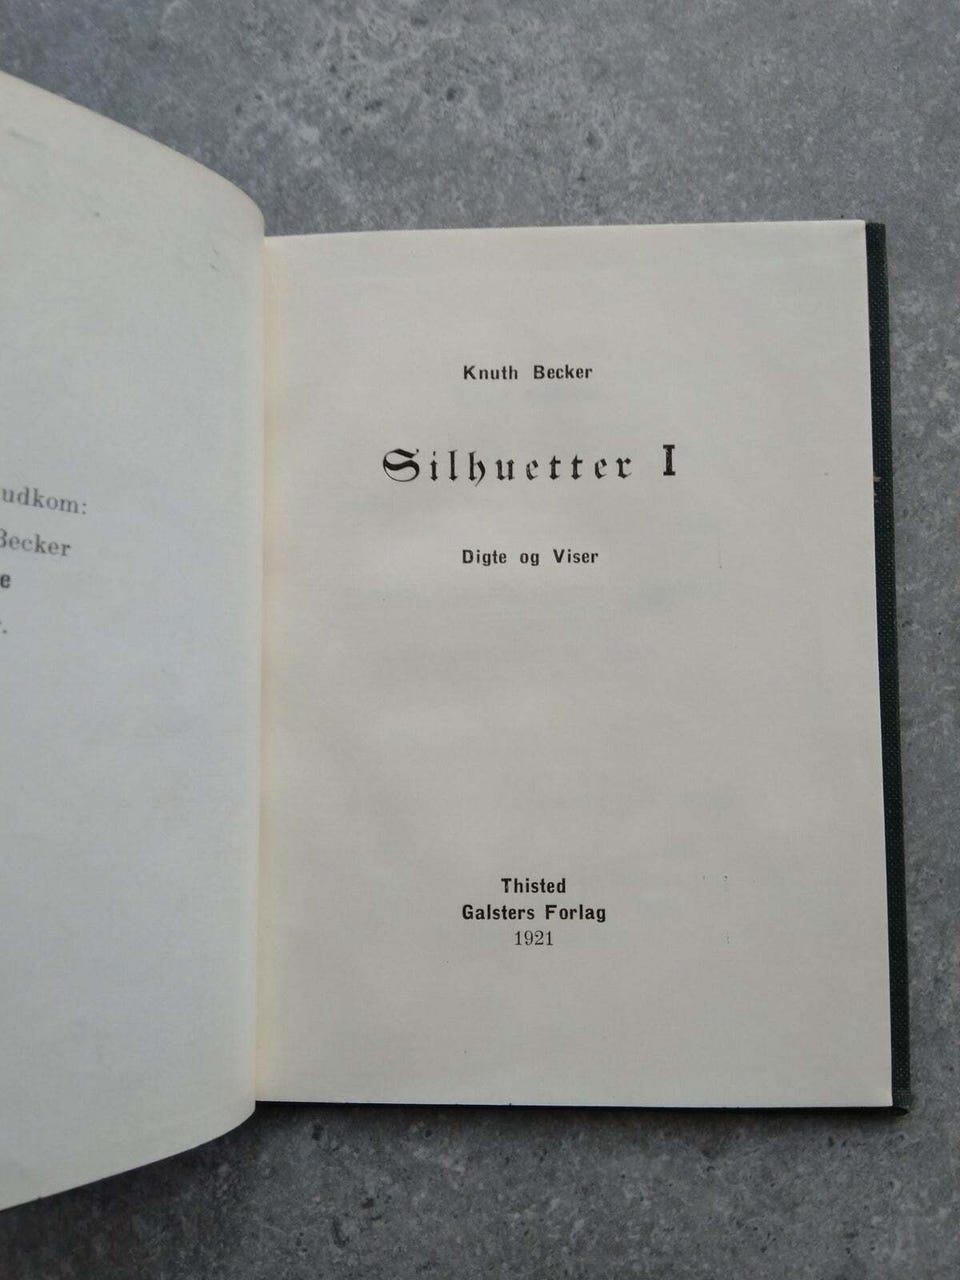 udkom:
Becker
e
Knuth Becker
Silhuetter I
Digte og Viser
Thisted
Galsters Forlag
1921